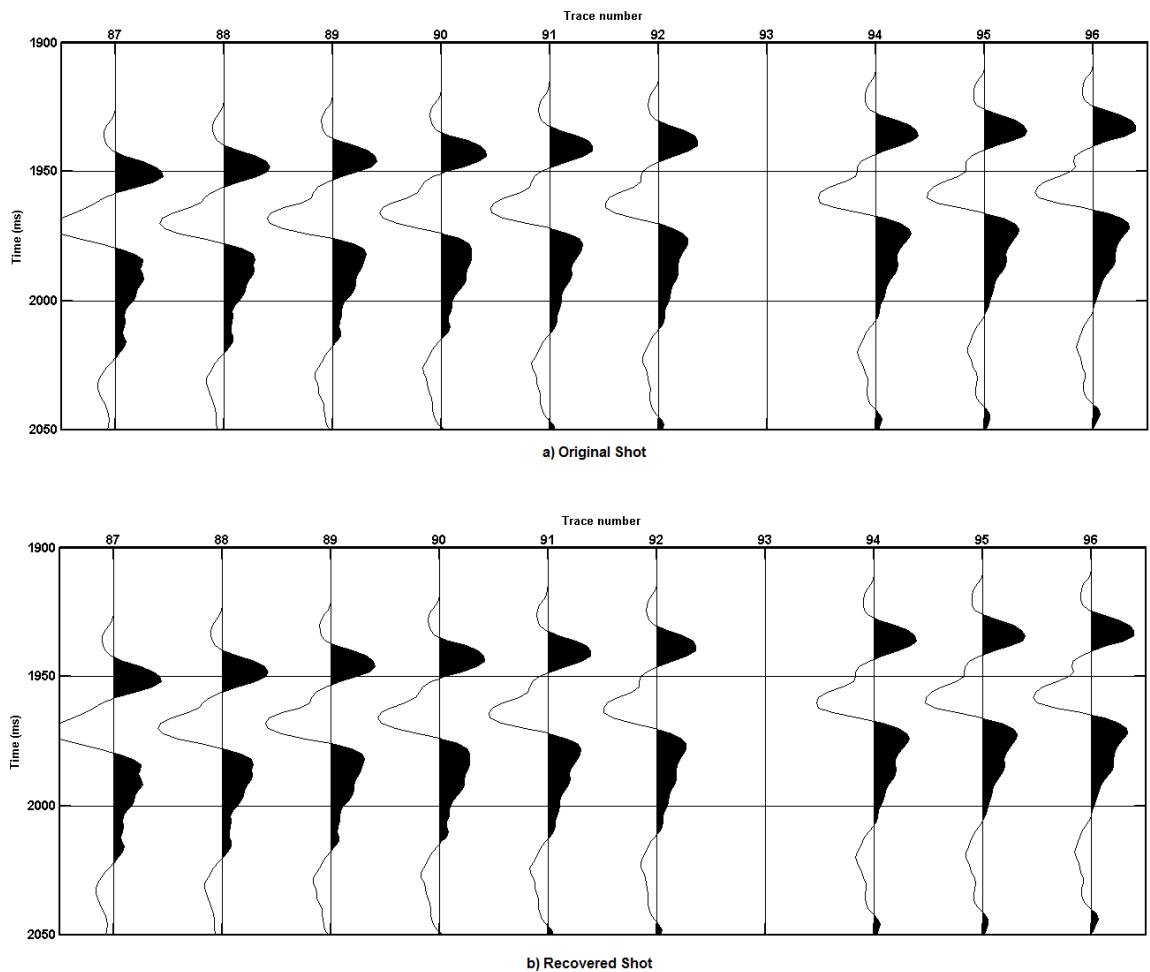 Trace number
87 88 89 90 91 92 93 94 95 96
1900
1950
2000
2050
Time (ms)
a) Original Shot
Trace number
87 88 89 90 91 92 93 94 95 96
1900
1950
2000
2050
Time (ms)
b) Recovered Shot